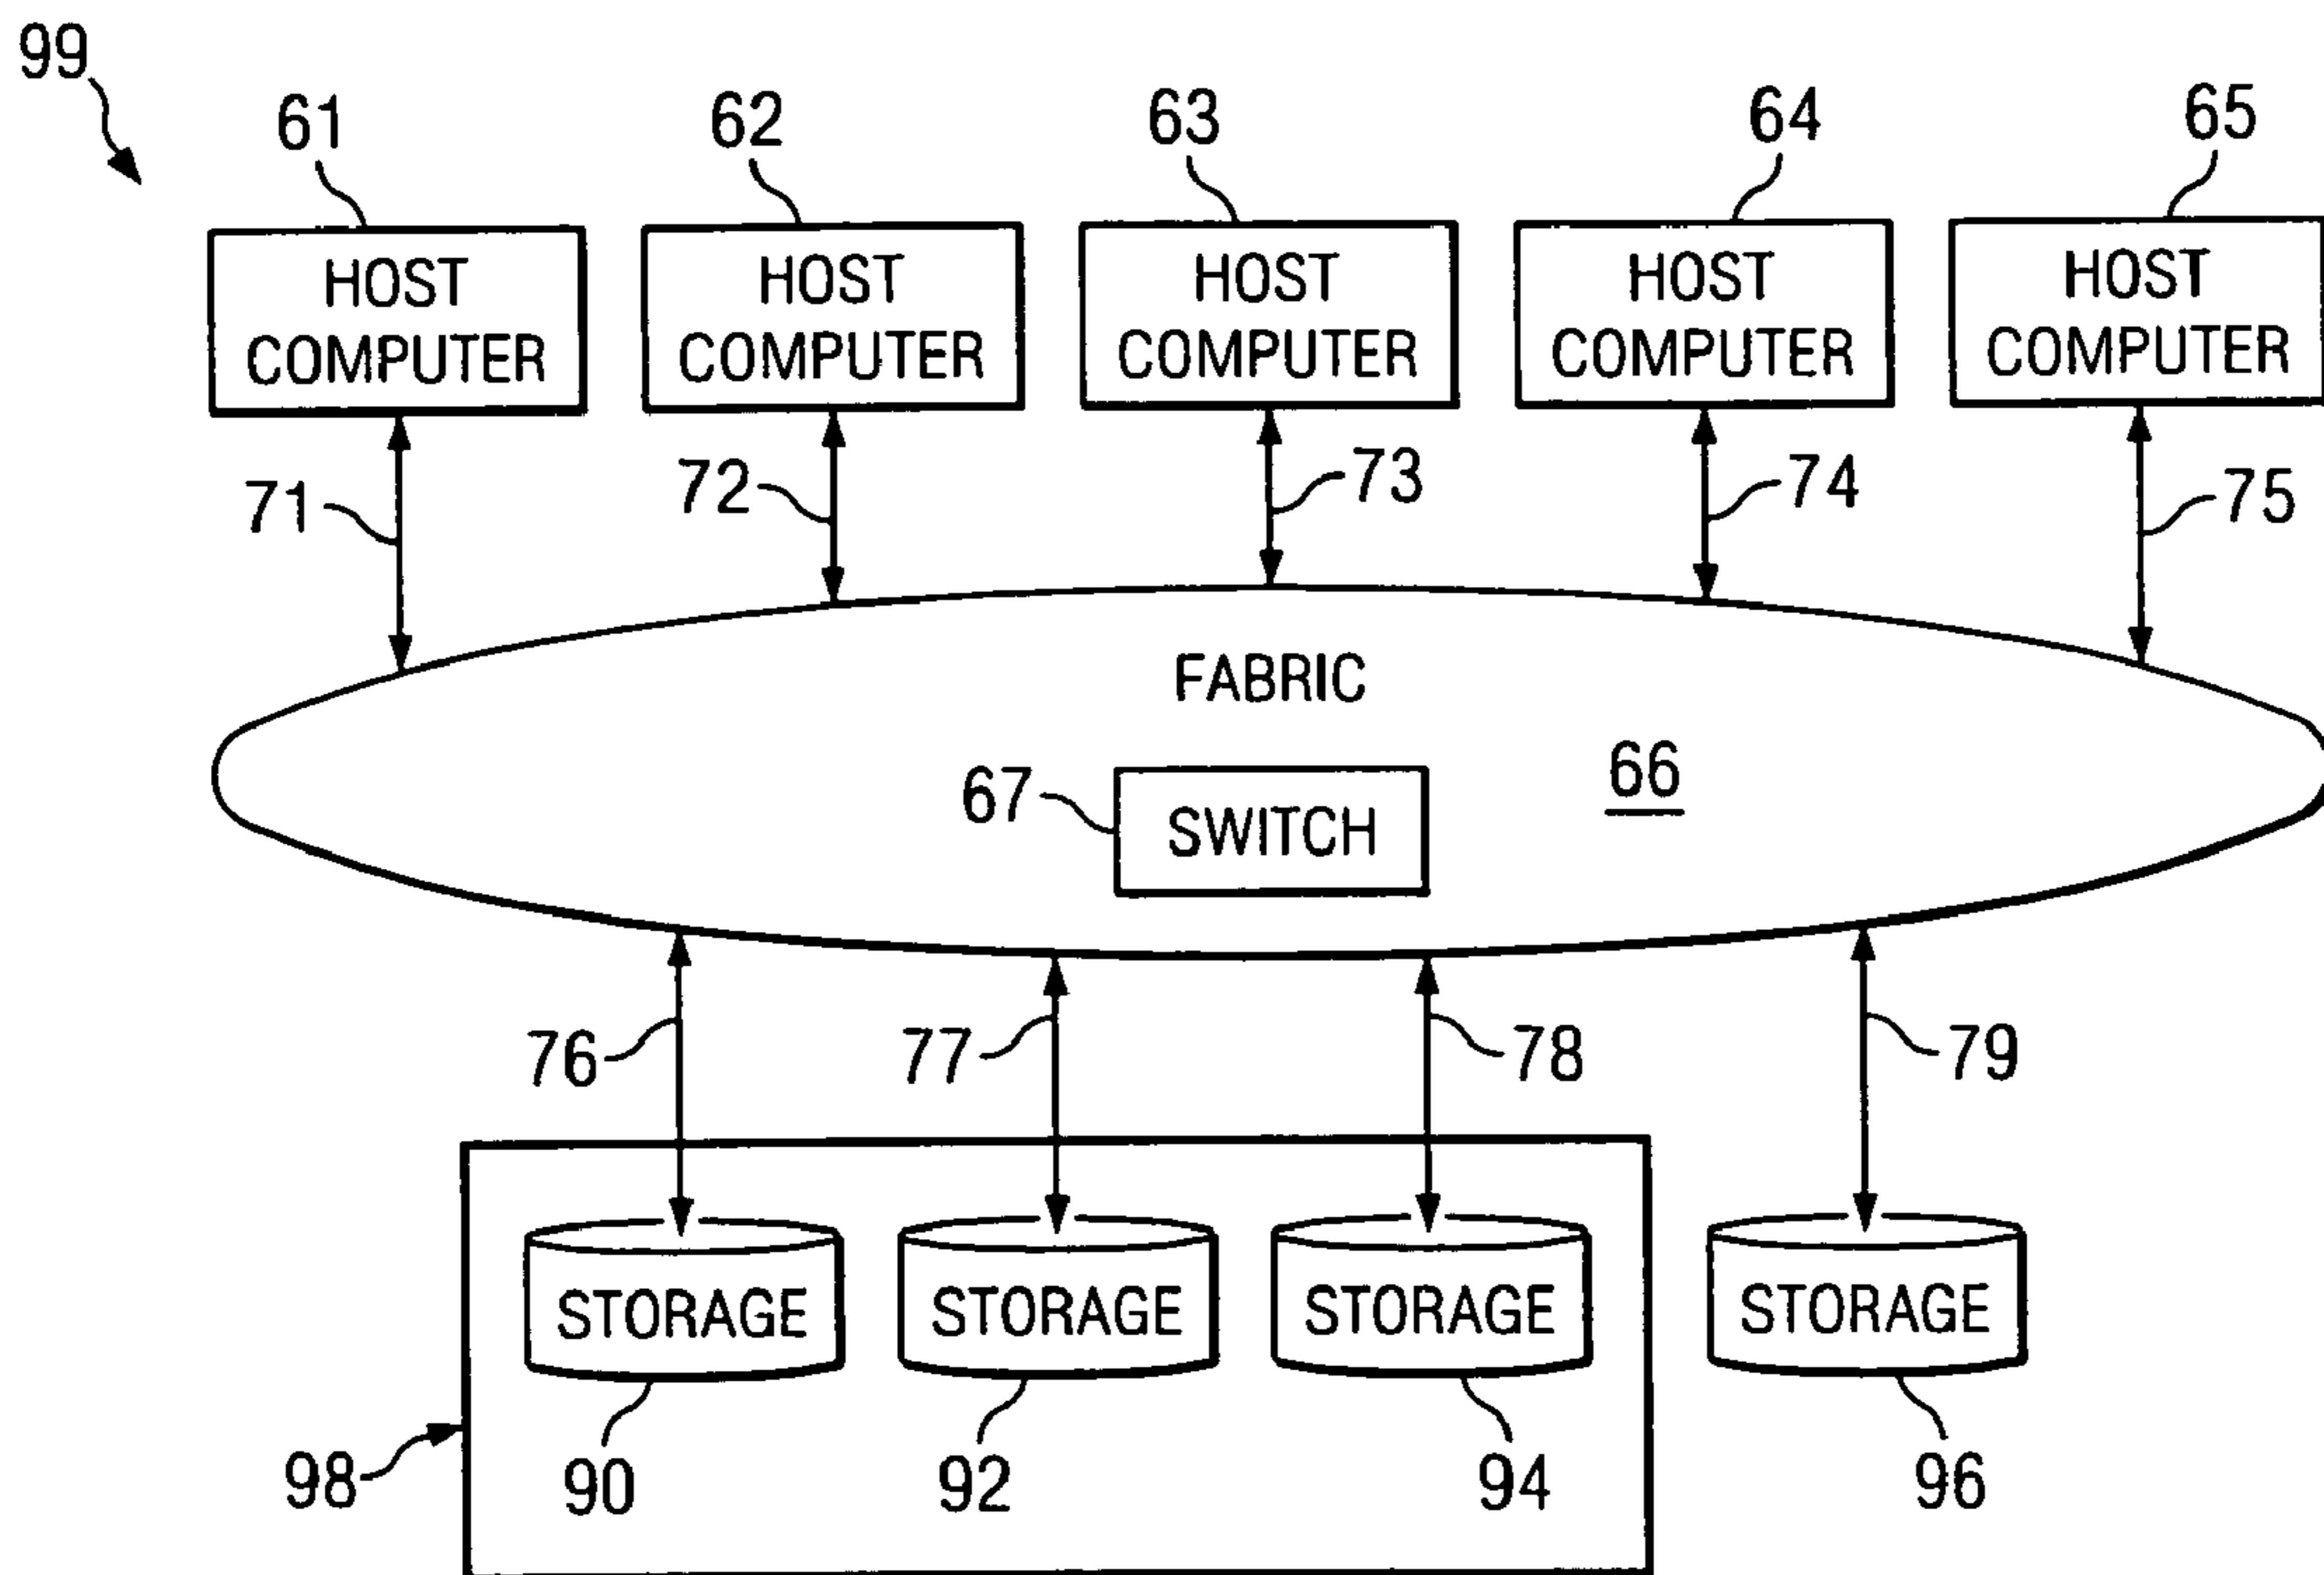 99
61
62
63
64
65
HOST
COMPUTER
HOST
COMPUTER
HOST
COMPUTER
HOST
COMPUTER
HOST
COMPUTER
71
72
73
74
75
FABRIC
66
67
SWITCH
76
77
78
79
STORAGE
STORAGE
STORAGE
STORAGE
98
90
92
94
96